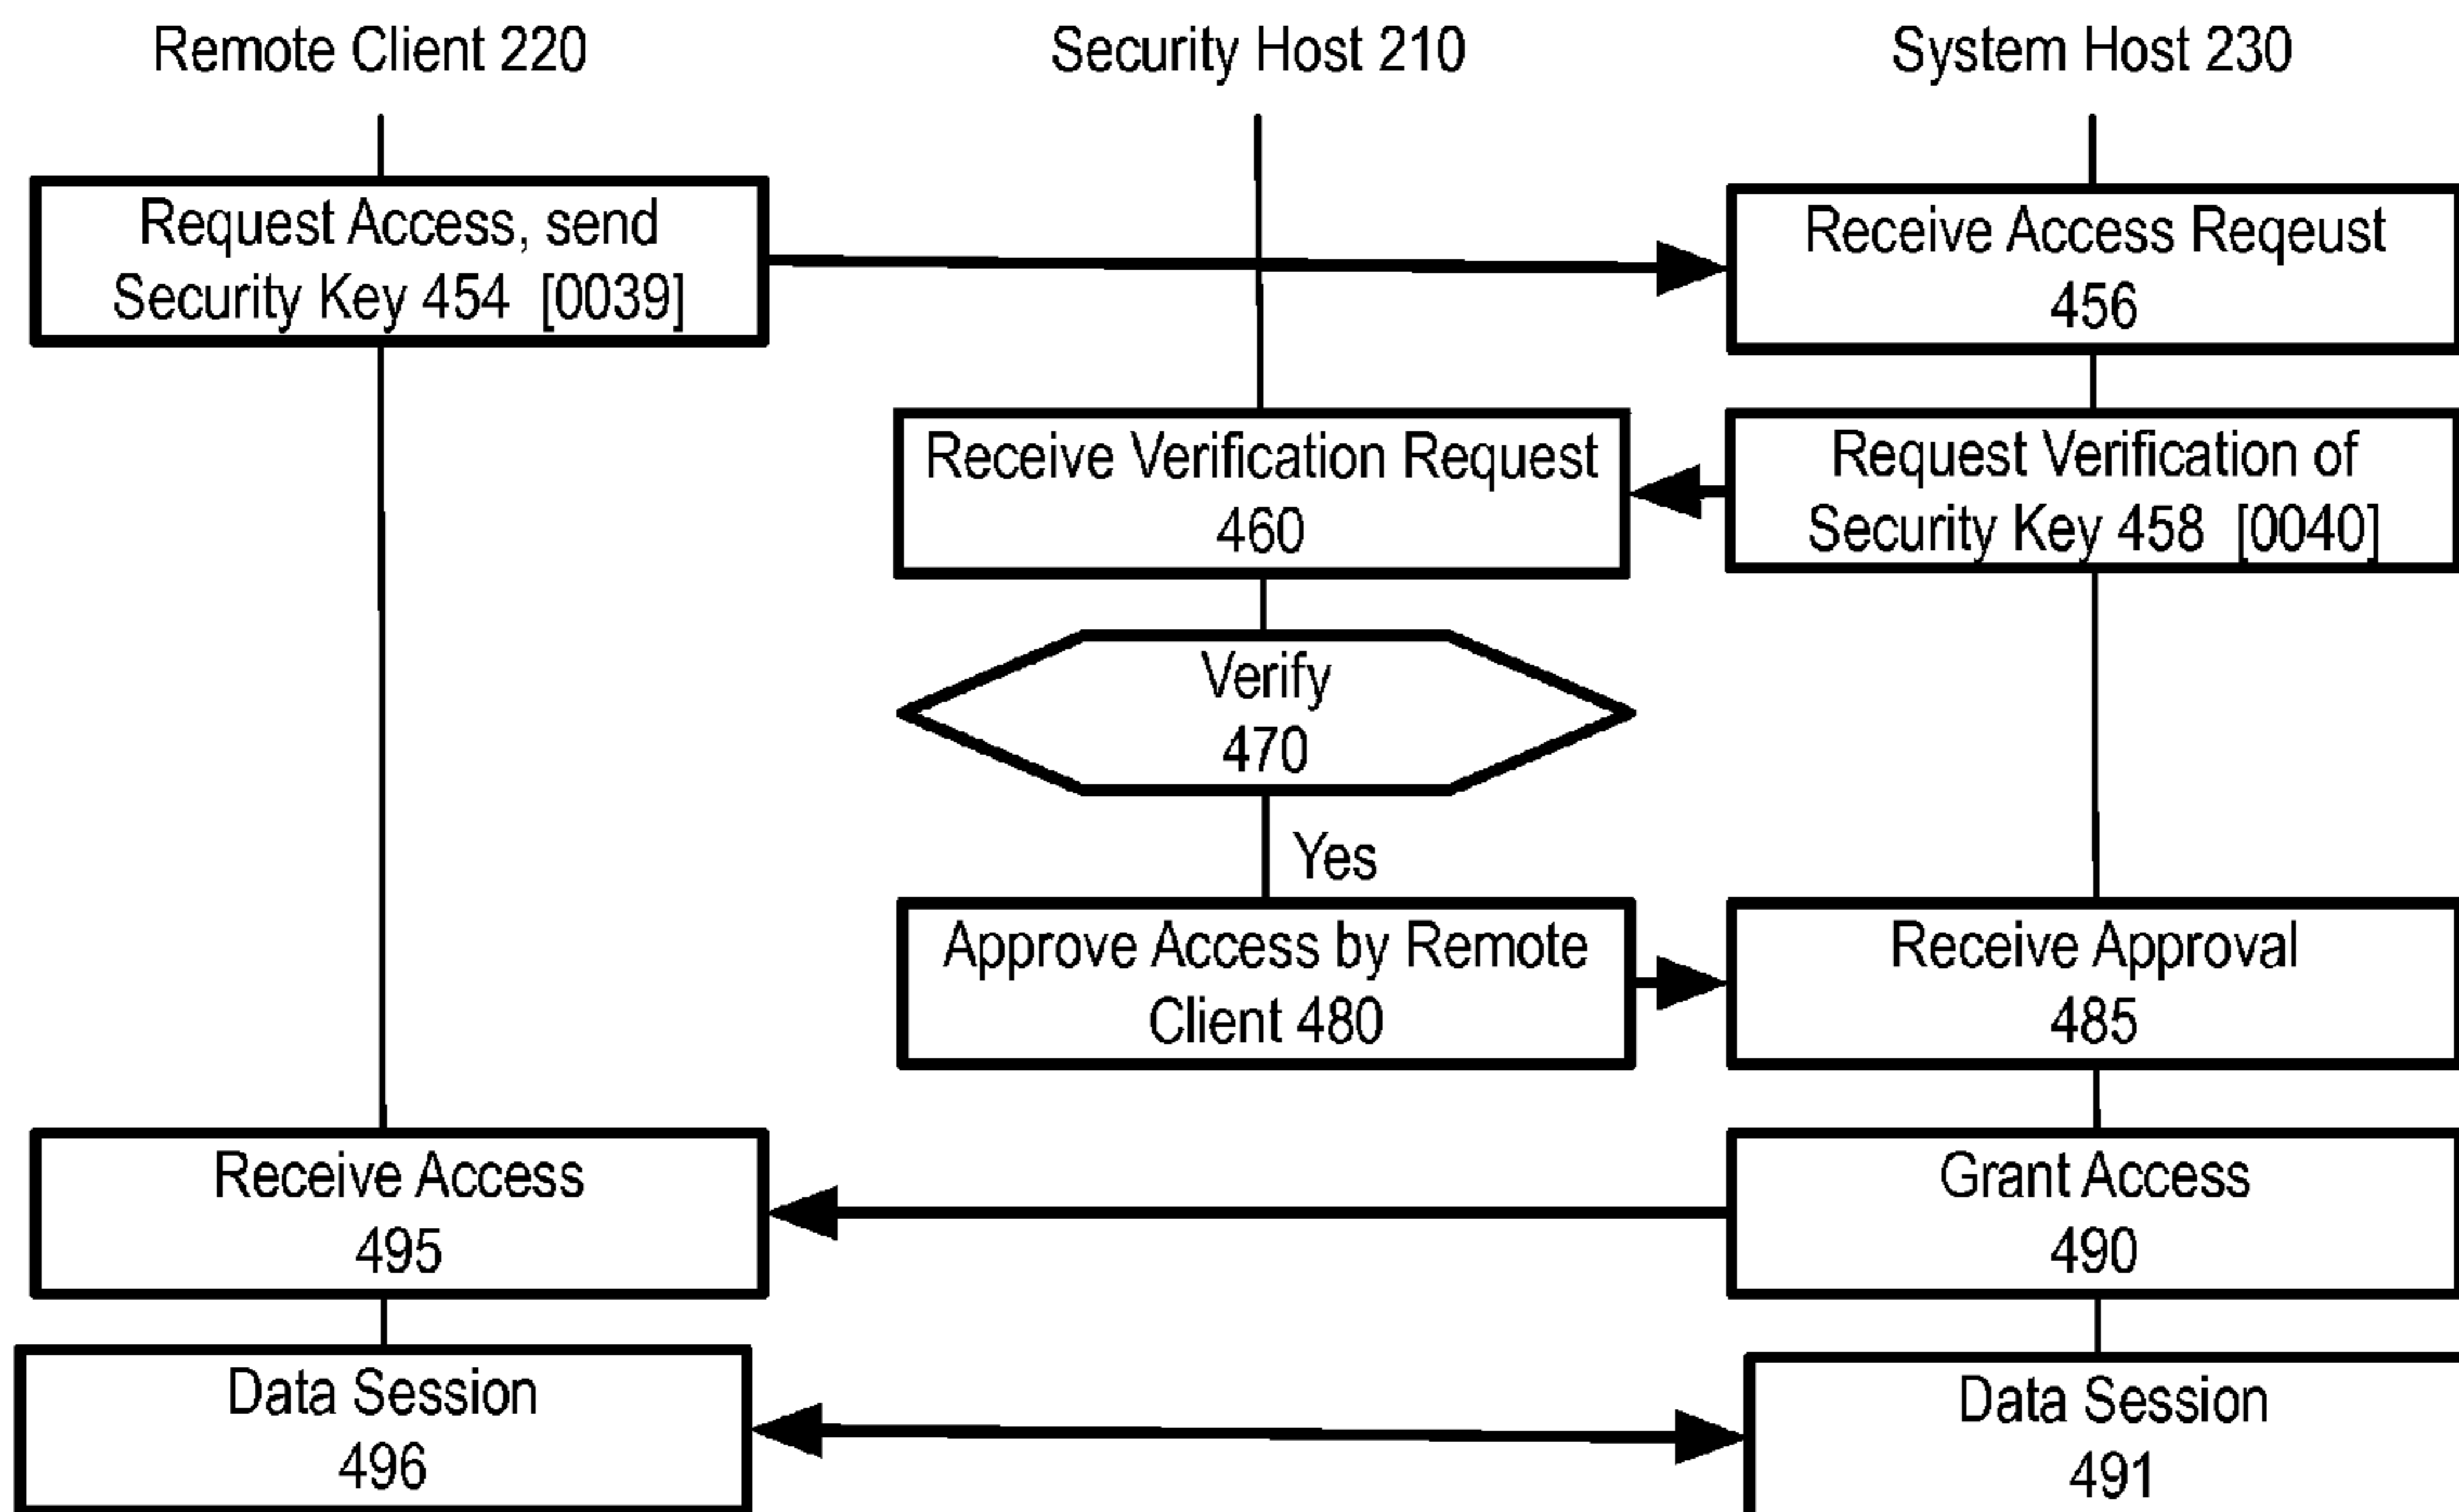 Remote Client 220
Security Host 210
System Host 230
Request Access, send
Security Key 454 [0039]
Receive Access Reqeust
456
Receive Verification Request
460
Request Verification of
Security Key 458 [0040]
Verify
470
Yes
Approve Access by Remote
Client 480
Receive Approval
485
Receive Access
495
Grant Access
490
Data Session
496
Data Session
491